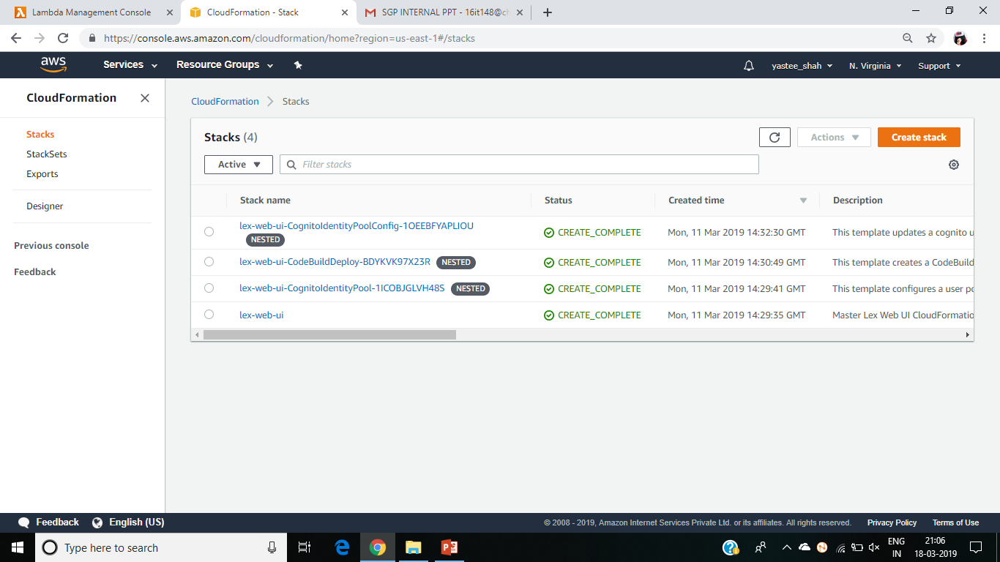 Lambda Management Console
CloudFormation - Stack
SGP INTERNAL PPT - 16it148@c
https://console.aws.amazon.com/cloudformation/home?region=us-east-1#/stacks
aws
Services
Resource Groups
yastee_shah
N. Virginia
Support
CloudFormation
Stacks
StackSets
Exports
Designer
Previous console
Feedback
CloudFormation > Stacks
Stacks (4)
Actions
Create stack
Active
Filter stacks
Stack name Status Created time Description
lex-web-ui-CognitoIdentityPoolConfig-1OEEBFYAPLIOU
NESTED
CREATE_COMPLETE Mon, 11 Mar 2019 14:32:30 GMT This template updates a cognito u
lex-web-ui-CodeBuildDeploy-BDYKVK97X23R NESTED CREATE_COMPLETE Mon, 11 Mar 2019 14:30:49 GMT This template creates a CodeBuild
lex-web-ui-CognitoIdentityPool-1ICOBJGLVH48S NESTED CREATE_COMPLETE Mon, 11 Mar 2019 14:29:41 GMT This template configures a user po
lex-web-ui CREATE_COMPLETE Mon, 11 Mar 2019 14:29:35 GMT Master Lex Web UI CloudFormatio
Feedback English (US) © 2008 - 2019, Amazon Internet Services Private Ltd. or its affiliates. All rights reserved. Privacy Policy Terms of Use
Type here to search
ENG
IN
21:06
18-03-2019